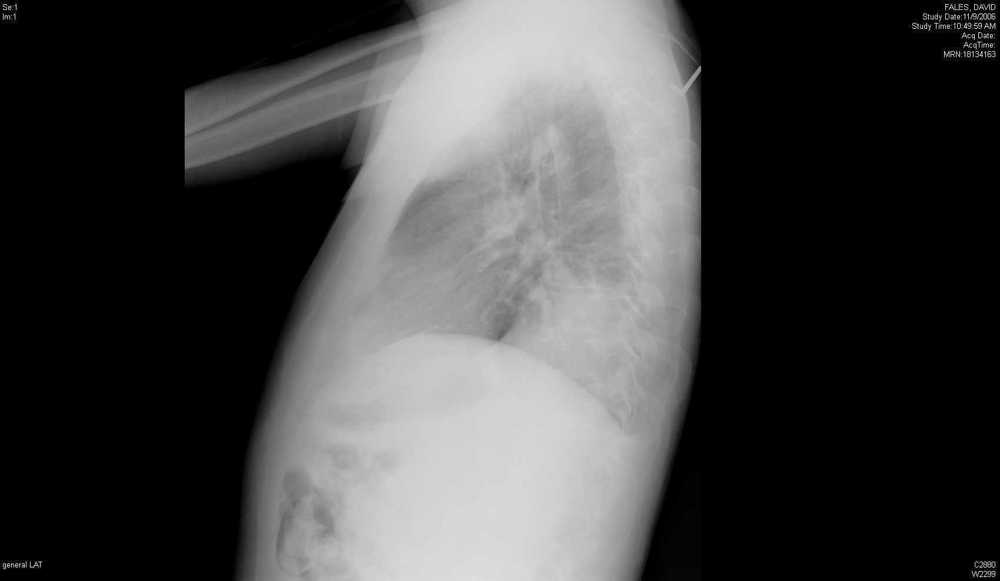 Se:1
Im:1
FALES, DAVID
Study Date:11/9/2006
Study Time:10:49:59 AM
Acq Date:
AcqTime:
MRN:18134163
general LAT
C2880
W2299